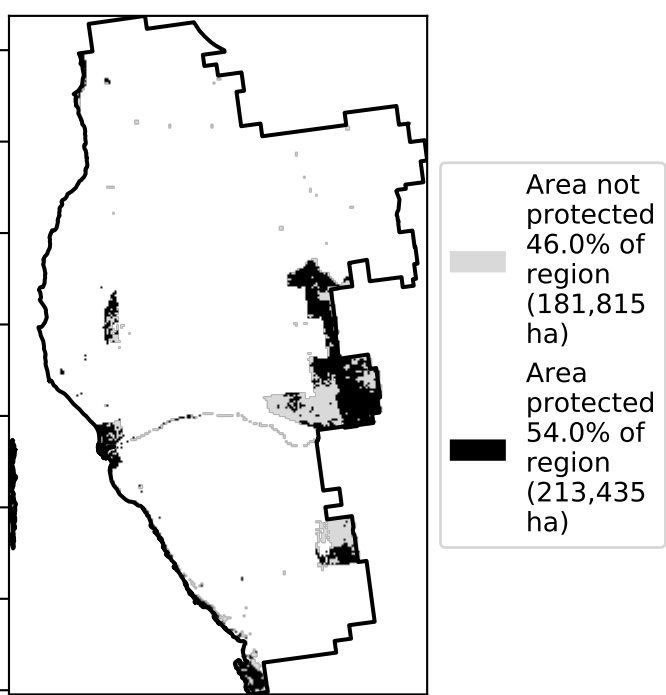 Area not
protected
46.0% of
region
(181,815
ha)
Area
protected
54.0% of
region
(213,435
ha)